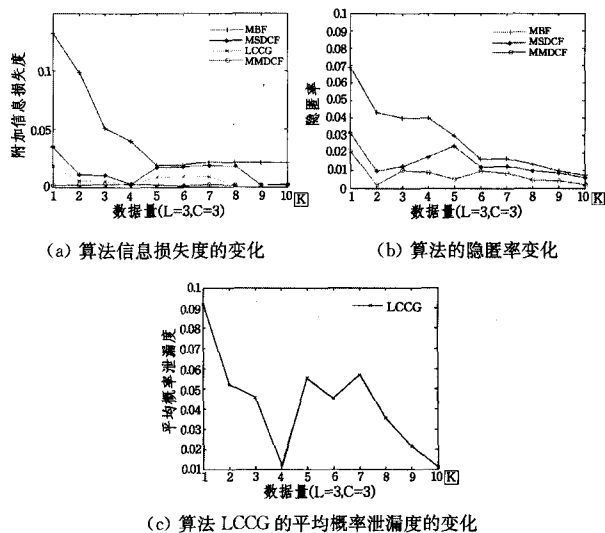 附加信息损失度
0.1
0.05
0
1 2 3 4 5 6 7 8 9 10 K
数据量(L=3,C=3)
MBF
MSDCF
LCCG
MMDCF
(a) 算法信息损失度的变化
隐匿率
0.1
0.09
0.08
0.07
0.06
0.05
0.04
0.03
0.02
0.01
0
1 2 3 4 5 6 7 8 9 10 K
数据量(L=3,C=3)
MBF
MSDCF
MMDCF
(b) 算法的隐匿率变化
平均概率泄漏度
0.1
0.09
0.08
0.07
0.06
0.05
0.04
0.03
0.02
0.01
1 2 3 4 5 6 7 8 9 10 K
数据量(L=3,C=3)
LCCG
(c) 算法 LCCG 的平均概率泄漏度的变化